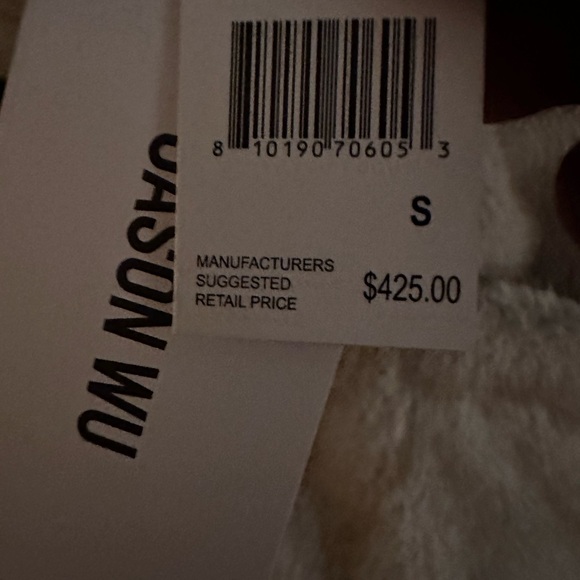 8 10190 70605 3
S
MANUFACTURERS
SUGGESTED
RETAIL PRICE
$425.00
JASON WU